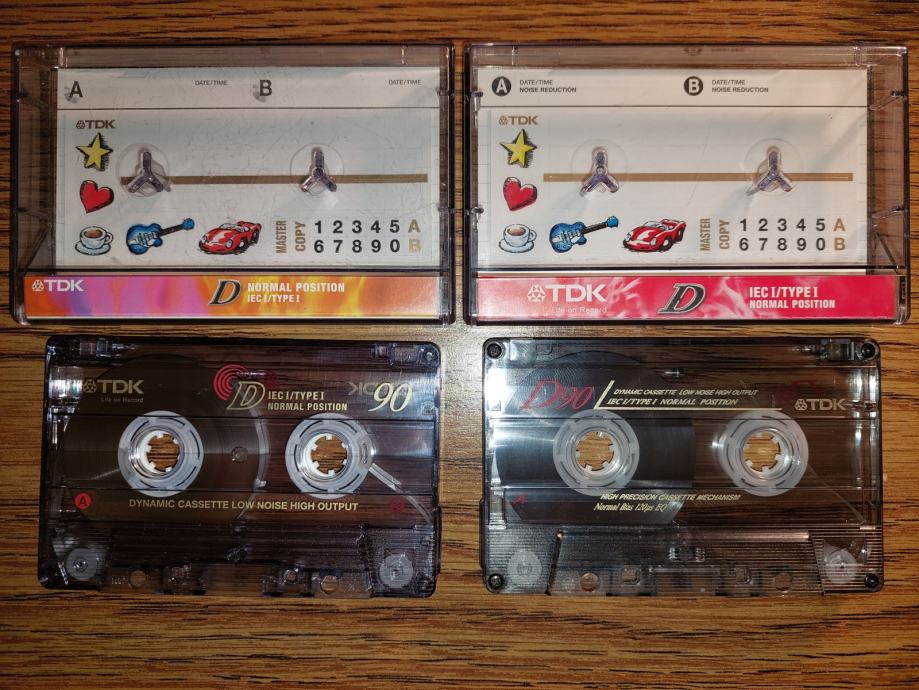 A DATE/TIME B DATE/TIME
TDK
MASTER
COPY
1 2 3 4 5 A
6 7 8 9 0 B
TDK D NORMAL POSITION
IEC I/TYPE I
A DATE/TIME
NOISE REDUCTION
B DATE/TIME
NOISE REDUCTION
TDK
MASTER
COPY
1 2 3 4 5 A
6 7 8 9 0 B
TDK
Life on Record
D
IEC I/TYPE I
NORMAL POSITION
TDK
Life on Record
D IEC I/TYPE I
NORMAL POSITION
90
A DYNAMIC CASSETTE LOW NOISE HIGH OUTPUT
D90
DYNAMIC CASSETTE LOW NOISE HIGH OUTPUT
IEC I/TYPE I NORMAL POSITION
TDK
A
HIGH PRECISION CASSETTE MECHANISM
Normal Bias 120μs EQ